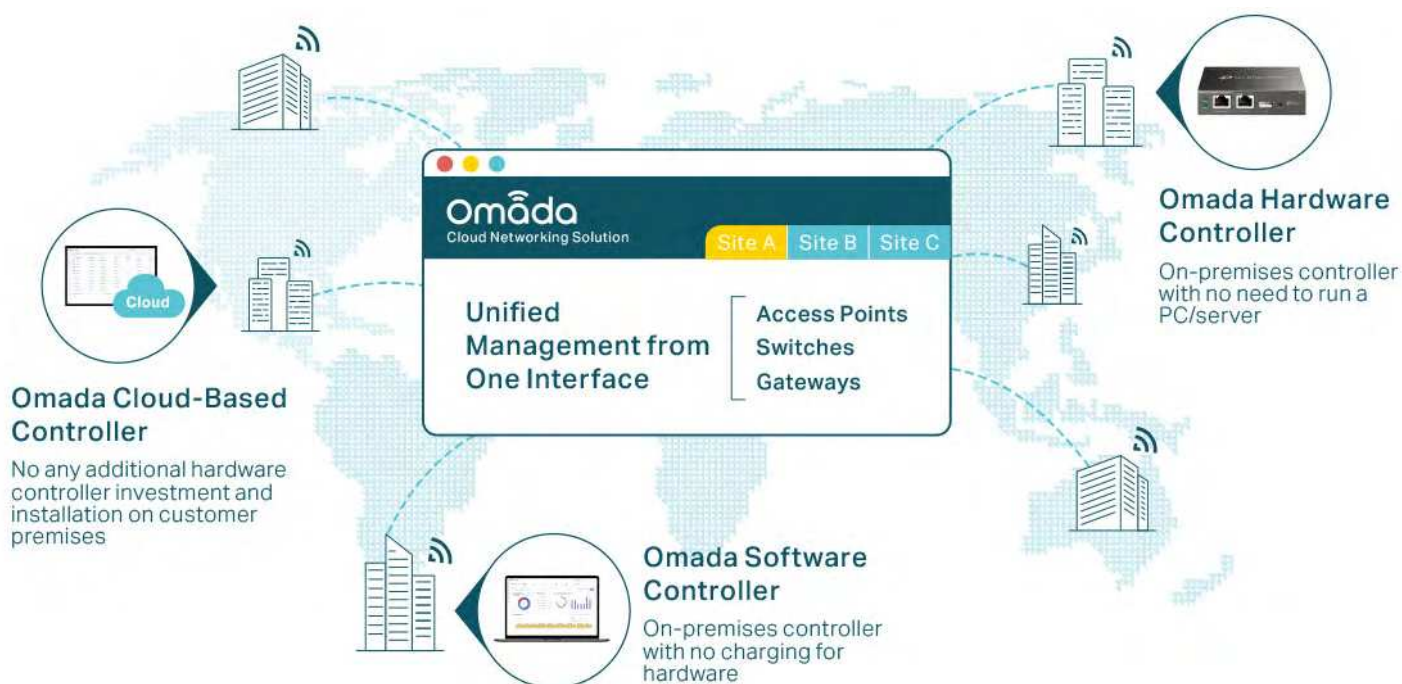 Omada
Cloud Networking Solution
Site A
Site B
Site C
Unified
Management from
One Interface
Access Points
Switches
Gateways
Omada Hardware
Controller
On-premises controller
with no need to run a
PC/server
Cloud
Omada Cloud-Based
Controller
No any additional hardware
controller investment and
installation on customer
premises
Omada Software
Controller
On-premises controller
with no charging for
hardware